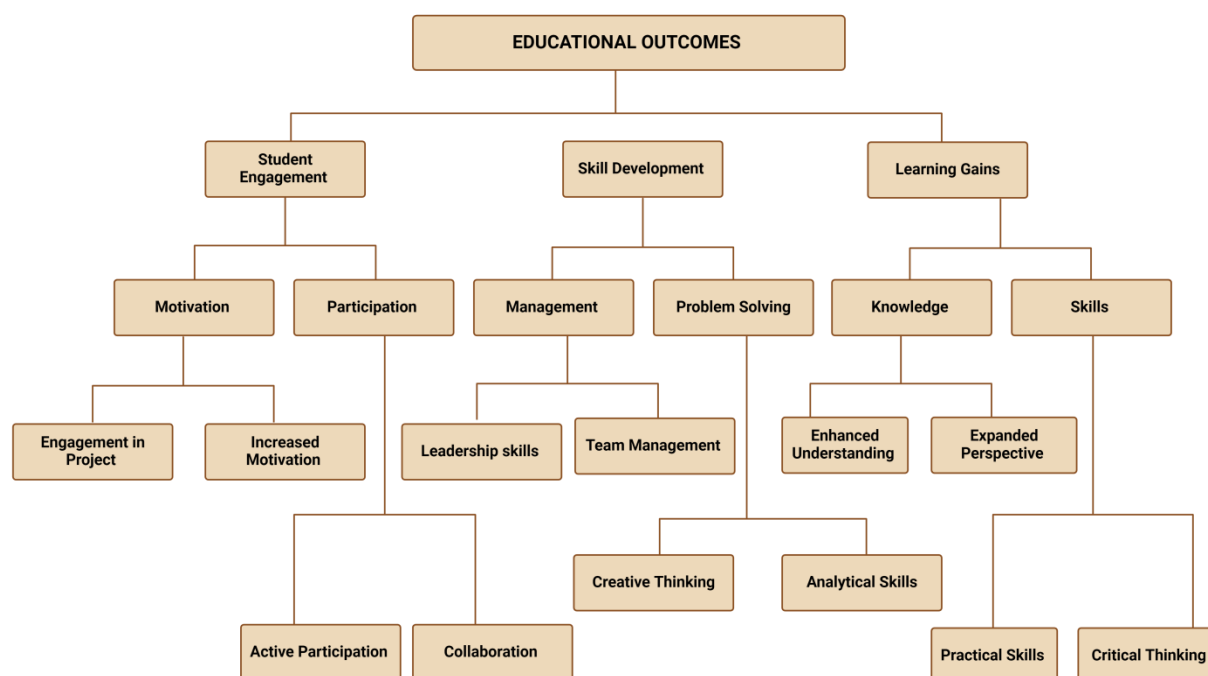 EDUCATIONAL OUTCOMES
Student
Engagement
Skill Development
Learning Gains
Motivation
Participation
Management
Problem Solving
Knowledge
Skills
Engagement in
Project
Increased
Motivation
Leadership skills
Team Management
Enhanced
Understanding
Expanded
Perspective
Creative Thinking
Analytical Skills
Active Participation
Collaboration
Practical Skills
Critical Thinking